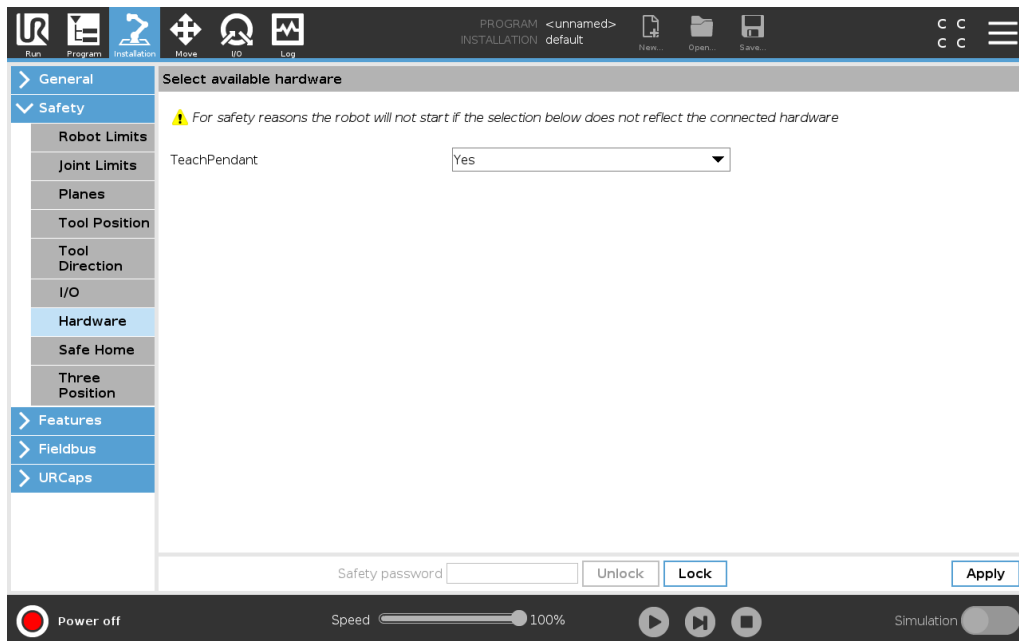 PROGRAM <unnamed>
INSTALLATION default
UR
Run
Program
Installation
Move
I/O
Log
New...
Open...
Save...
C C
C C
General
Safety
Robot Limits
Joint Limits
Planes
Tool Position
Tool
Direction
I/O
Hardware
Safe Home
Three
Position
Features
Fieldbus
URCaps
Select available hardware
For safety reasons the robot will not start if the selection below does not reflect the connected hardware
TeachPendant
Yes
Safety password
Unlock
Lock
Apply
Power off
Speed
100%
Simulation